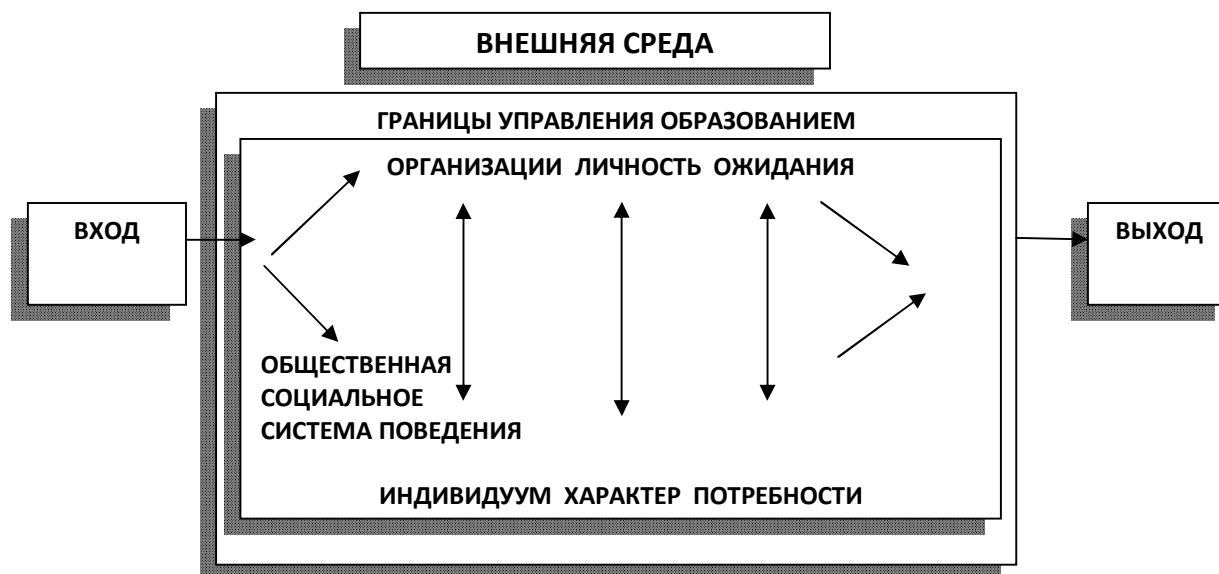 ВНЕШНЯЯ СРЕДА
ГРАНИЦЫ УПРАВЛЕНИЯ ОБРАЗОВАНИЕМ
ОРГАНИЗАЦИИ ЛИЧНОСТЬ ОЖИДАНИЯ
ВХОД
ВЫХОД
ОБЩЕСТВЕННАЯ
СОЦИАЛЬНОЕ
СИСТЕМА ПОВЕДЕНИЯ
ИНДИВИДУУМ ХАРАКТЕР ПОТРЕБНОСТИ